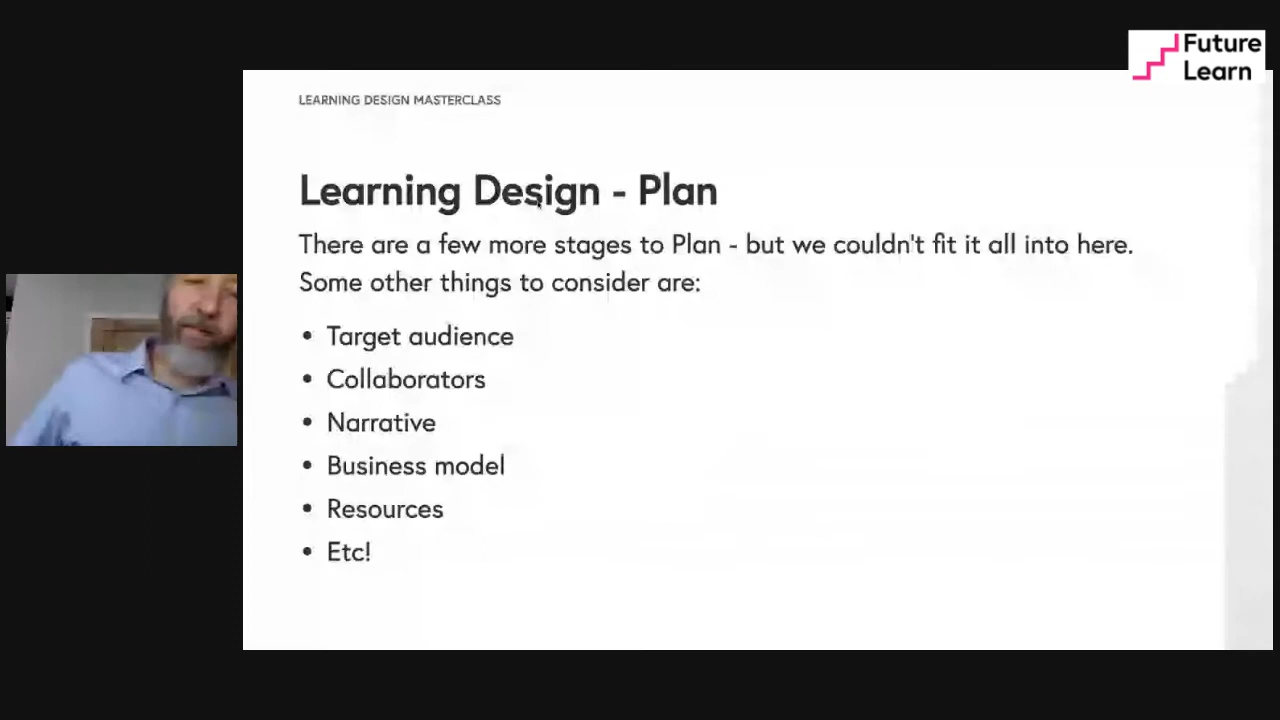 Future
Learn
LEARNING DESIGN MASTERCLASS
Learning Design - Plan
There are a few more stages to Plan - but we couldn't fit it all into here.
Some other things to consider are:
• Target audience
• Collaborators
• Narrative
• Business model
• Resources
• Etc!